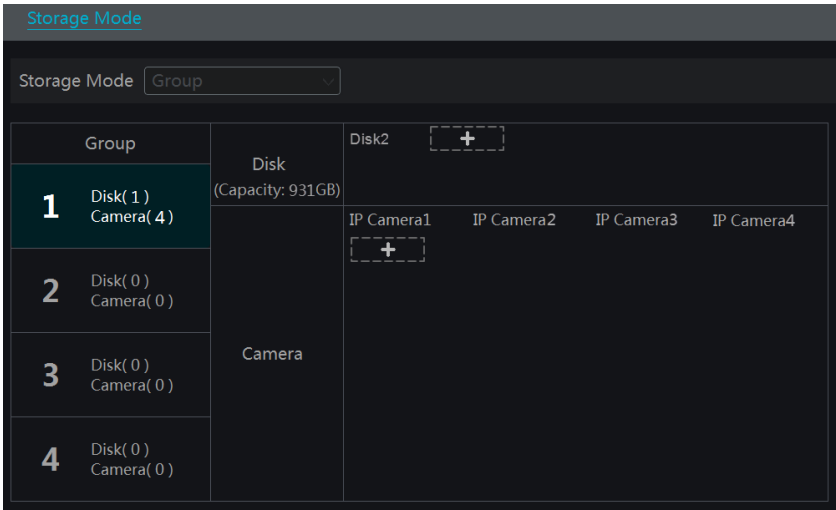 Storage Mode
Storage Mode Group
Group
1
Disk( 1 )
Camera( 4 )
2
Disk( 0 )
Camera( 0 )
3
Disk( 0 )
Camera( 0 )
4
Disk( 0 )
Camera( 0 )
Disk
(Capacity: 931GB)
Disk2 +
Camera
IP Camera1 IP Camera2 IP Camera3 IP Camera4
+